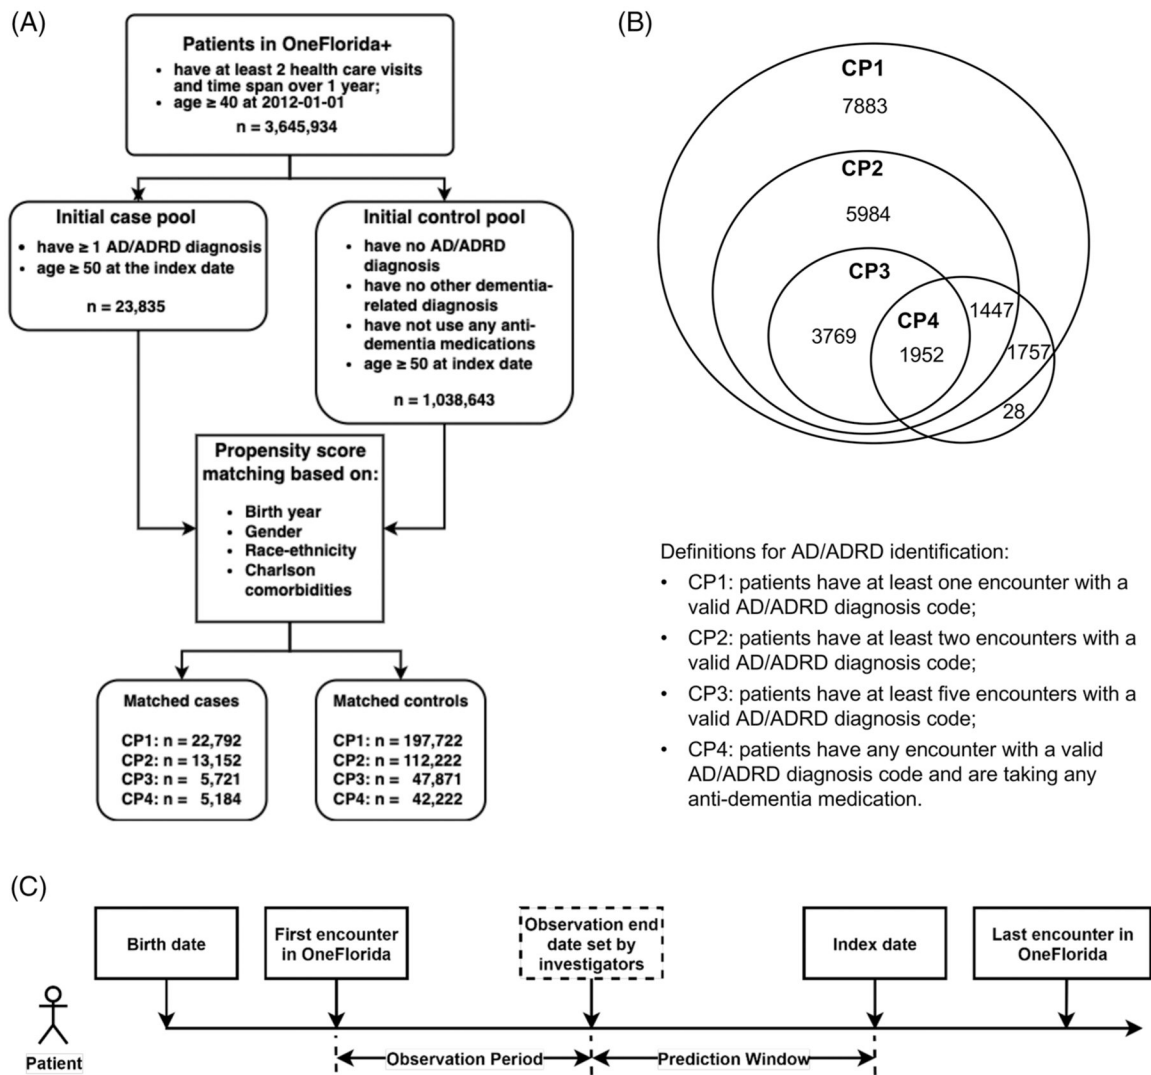 (A)
Patients in OneFlorida+
• have at least 2 health care visits
and time span over 1 year;
• age ≥ 40 at 2012-01-01
n = 3,645,934
Initial case pool
• have ≥ 1 AD/ADRD diagnosis
• age ≥ 50 at the index date
n = 23,835
Initial control pool
• have no AD/ADRD
diagnosis
• have no other dementia-
related diagnosis
• have not use any anti-
dementia medications
• age ≥ 50 at index date
n = 1,038,643
Propensity score
matching based on:
• Birth year
• Gender
• Race-ethnicity
• Charlson
comorbidities
Matched cases
CP1: n = 22,792
CP2: n = 13,152
CP3: n = 5,721
CP4: n = 5,184
Matched controls
CP1: n = 197,722
CP2: n = 112,222
CP3: n = 47,871
CP4: n = 42,222
(B)
CP1
7883
CP2
5984
CP3
3769
CP4
1952
1447
1757
28
Definitions for AD/ADRD identification:
• CP1: patients have at least one encounter with a
valid AD/ADRD diagnosis code;
• CP2: patients have at least two encounters with a
valid AD/ADRD diagnosis code;
• CP3: patients have at least five encounters with a
valid AD/ADRD diagnosis code;
• CP4: patients have any encounter with a valid
AD/ADRD diagnosis code and are taking any
anti-dementia medication.
(C)
Birth date
First encounter
in OneFlorida
Observation end
date set by
investigators
Index date
Last encounter in
OneFlorida
Patient
Observation Period
Prediction Window